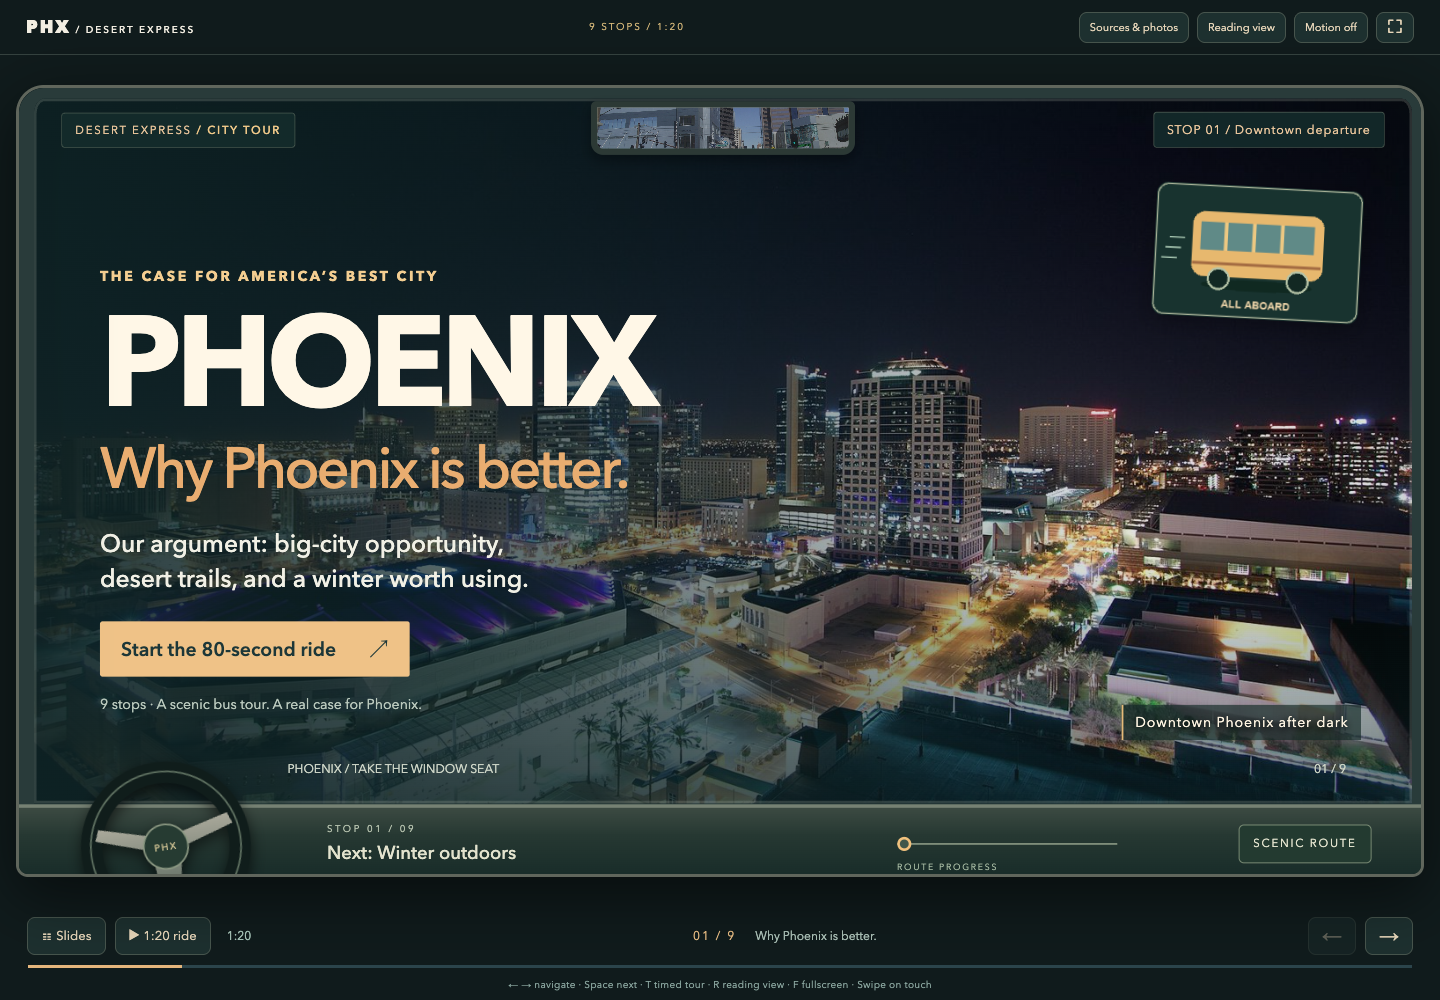 PHX / DESERT EXPRESS
9 STOPS / 1:20
Sources & photos
Reading view
Motion off
DESERT EXPRESS / CITY TOUR
STOP 01 / Downtown departure
ALL ABOARD
THE CASE FOR AMERICA'S BEST CITY
PHOENIX
Why Phoenix is better.
Our argument: big-city opportunity,
desert trails, and a winter worth using.
Start the 80-second ride ↗
9 stops · A scenic bus tour. A real case for Phoenix.
Downtown Phoenix after dark
PHOENIX / TAKE THE WINDOW SEAT
01 / 9
PHX
STOP 01 / 09
Next: Winter outdoors
ROUTE PROGRESS
SCENIC ROUTE
Slides
1:20 ride
1:20
01 / 9
Why Phoenix is better.
← →
← → navigate · Space next · T timed tour · R reading view · F fullscreen · Swipe on touch